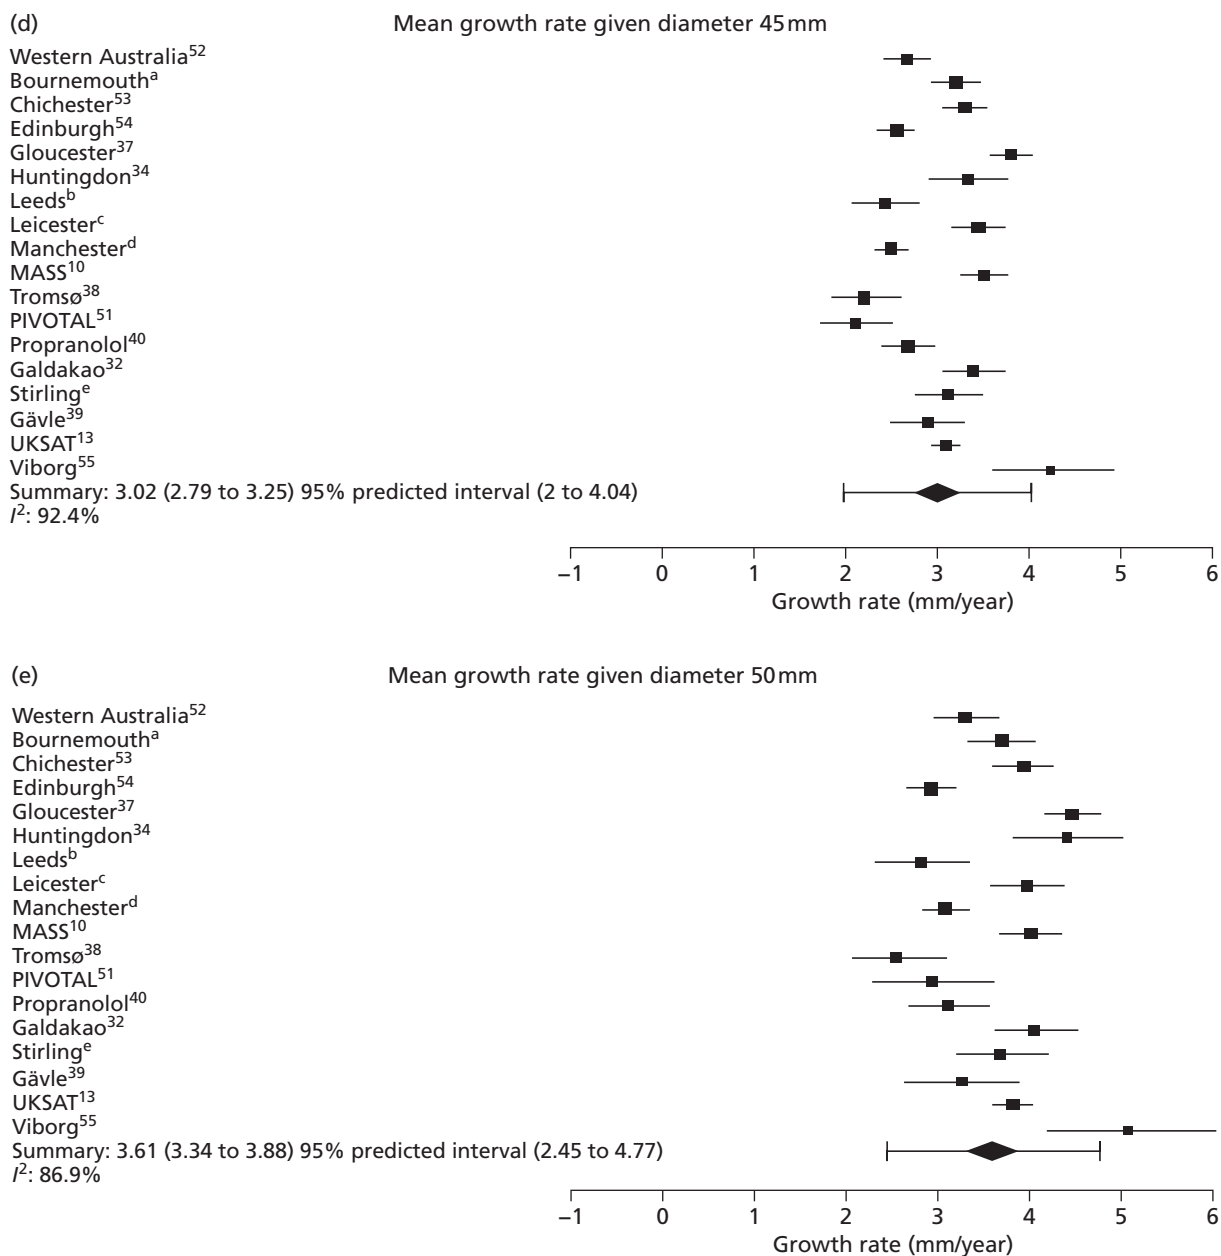 (d) Mean growth rate given diameter 45 mm
Western Australia⁵²
Bournemouthᵃ
Chichester⁵³
Edinburgh⁵⁴
Gloucester³⁷
Huntingdon³⁴
Leedsᵇ
Leicesterᶜ
Manchesterᵈ
MASS¹⁰
Tromsø³⁸
PIVOTAL⁵¹
Propranolol⁴⁰
Galdakao³²
Stirlingᵉ
Gävle³⁹
UKSAT¹³
Viborg⁵⁵
Summary: 3.02 (2.79 to 3.25) 95% predicted interval (2 to 4.04)
I²: 92.4%
−1 0 1 2 3 4 5 6
Growth rate (mm/year)
(e) Mean growth rate given diameter 50 mm
Western Australia⁵²
Bournemouthᵃ
Chichester⁵³
Edinburgh⁵⁴
Gloucester³⁷
Huntingdon³⁴
Leedsᵇ
Leicesterᶜ
Manchesterᵈ
MASS¹⁰
Tromsø³⁸
PIVOTAL⁵¹
Propranolol⁴⁰
Galdakao³²
Stirlingᵉ
Gävle³⁹
UKSAT¹³
Viborg⁵⁵
Summary: 3.61 (3.34 to 3.88) 95% predicted interval (2.45 to 4.77)
I²: 86.9%
−1 0 1 2 3 4 5 6
Growth rate (mm/year)